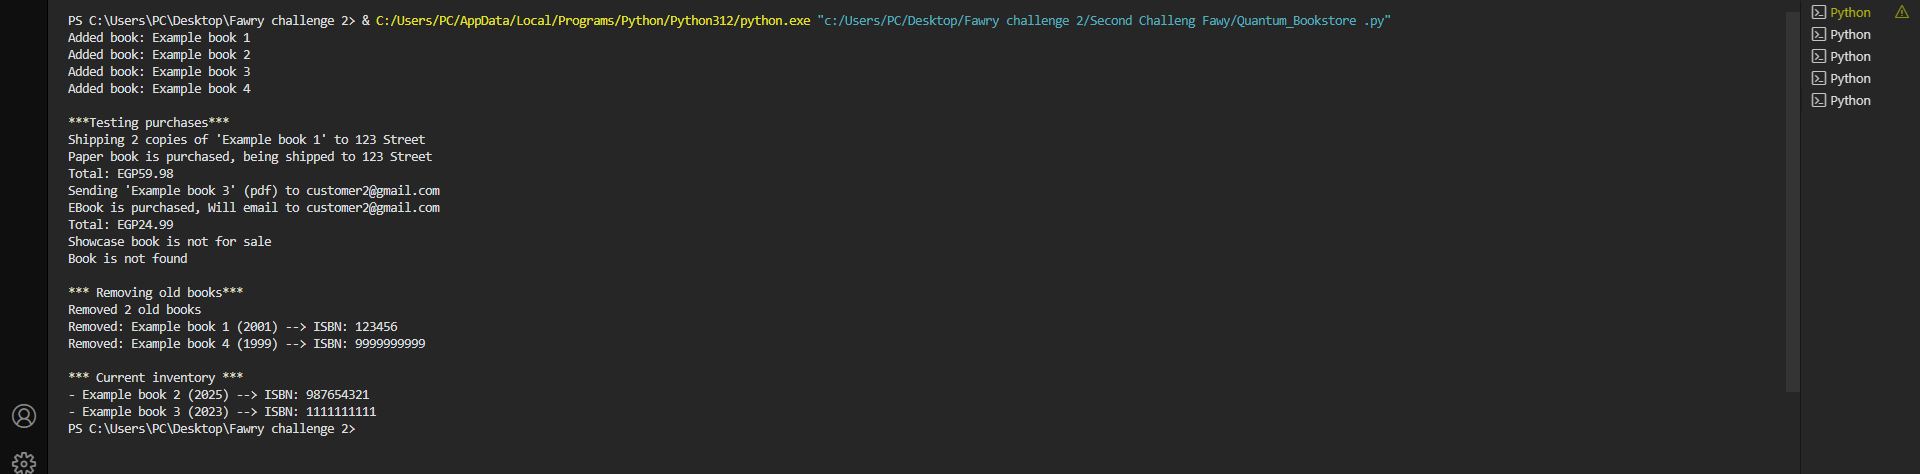 PS C:\Users\PC\Desktop\Fawry challenge 2> & C:/Users/PC/AppData/Local/Programs/Python/Python312/python.exe "c:/Users/PC/Desktop/Fawry challenge 2/Second Challeng Fawy/Quantum_Bookstore .py"
Added book: Example book 1
Added book: Example book 2
Added book: Example book 3
Added book: Example book 4
***Testing purchases***
Shipping 2 copies of 'Example book 1' to 123 Street
Paper book is purchased, being shipped to 123 Street
Total: EGP59.98
Sending 'Example book 3' (pdf) to customer2@gmail.com
EBook is purchased, Will email to customer2@gmail.com
Total: EGP24.99
Showcase book is not for sale
Book is not found
*** Removing old books***
Removed 2 old books
Removed: Example book 1 (2001) --> ISBN: 123456
Removed: Example book 4 (1999) --> ISBN: 9999999999
*** Current inventory ***
- Example book 2 (2025) --> ISBN: 987654321
- Example book 3 (2023) --> ISBN: 1111111111
PS C:\Users\PC\Desktop\Fawry challenge 2>
Python
Python
Python
Python
Python